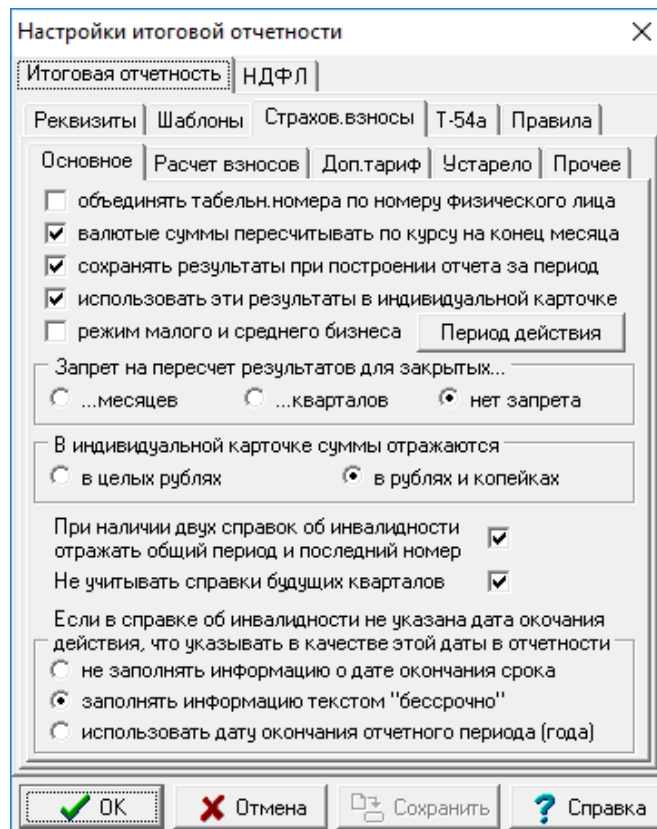 Настройки итоговой отчетности
Итоговая отчетность НДФЛ
Реквизиты Шаблоны Страхов.взносы Т-54а Правила
Основное Расчет взносов Доп.тариф Устарело Прочее
объединять табельн.номера по номеру физического лица
валютые суммы пересчитывать по курсу на конец месяца
сохранять результаты при построении отчета за период
использовать эти результаты в индивидуальной карточке
режим малого и среднего бизнеса Период действия
Запрет на пересчет результатов для закрытых...
...месяцев ...кварталов нет запрета
В индивидуальной карточке суммы отражаются
в целых рублях в рублях и копейках
При наличии двух справок об инвалидности
отражать общий период и последний номер
Не учитывать справки будущих кварталов
Если в справке об инвалидности не указана дата окочания
действия, что указывать в качестве этой даты в отчетности
не заполнять информацию о дате окончания срока
заполнять информацию текстом "бессрочно"
использовать дату окончания отчетного периода (года)
ОК Отмена Сохранить Справка